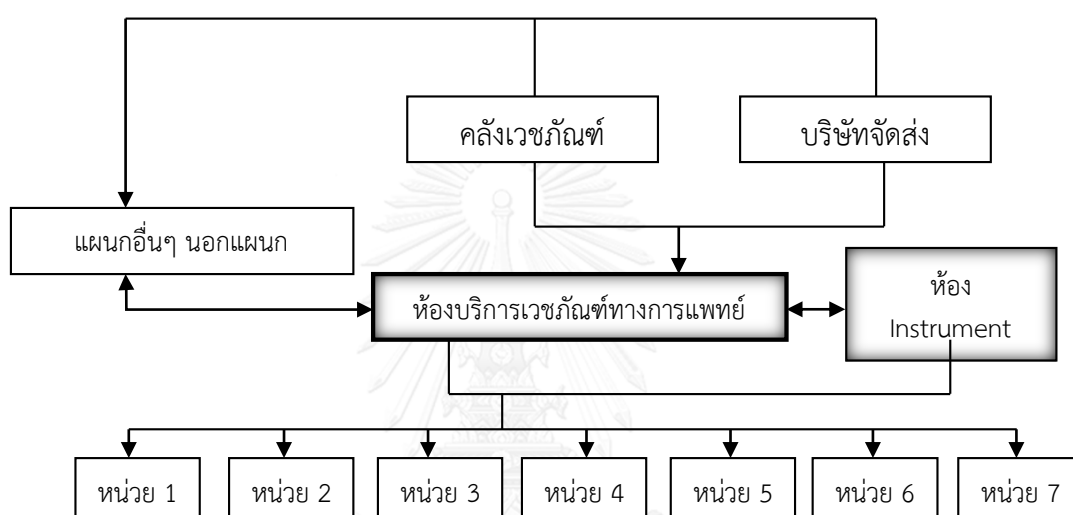 คลังเวชภัณฑ์
บริษัทจัดส่ง
แผนกอื่นๆ นอกแผนก
ห้องบริการเวชภัณฑ์ทางการแพทย์
ห้อง
Instrument
หน่วย 1
หน่วย 2
หน่วย 3
หน่วย 4
หน่วย 5
หน่วย 6
หน่วย 7